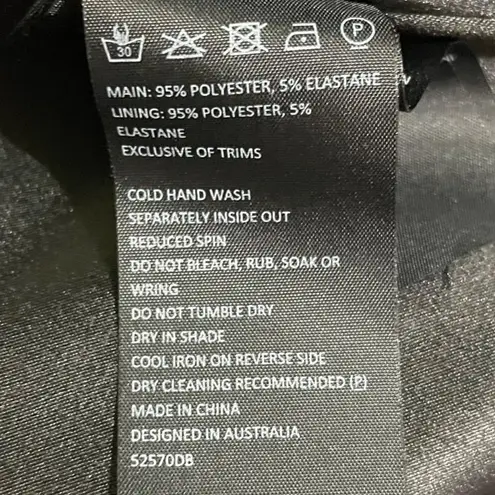 30
P
MAIN: 95% POLYESTER, 5% ELASTANE
LINING: 95% POLYESTER, 5%
ELASTANE
EXCLUSIVE OF TRIMS
COLD HAND WASH
SEPARATELY INSIDE OUT
REDUCED SPIN
DO NOT BLEACH, RUB, SOAK OR
WRING
DO NOT TUMBLE DRY
DRY IN SHADE
COOL IRON ON REVERSE SIDE
DRY CLEANING RECOMMENDED (P)
MADE IN CHINA
DESIGNED IN AUSTRALIA
S2570DB